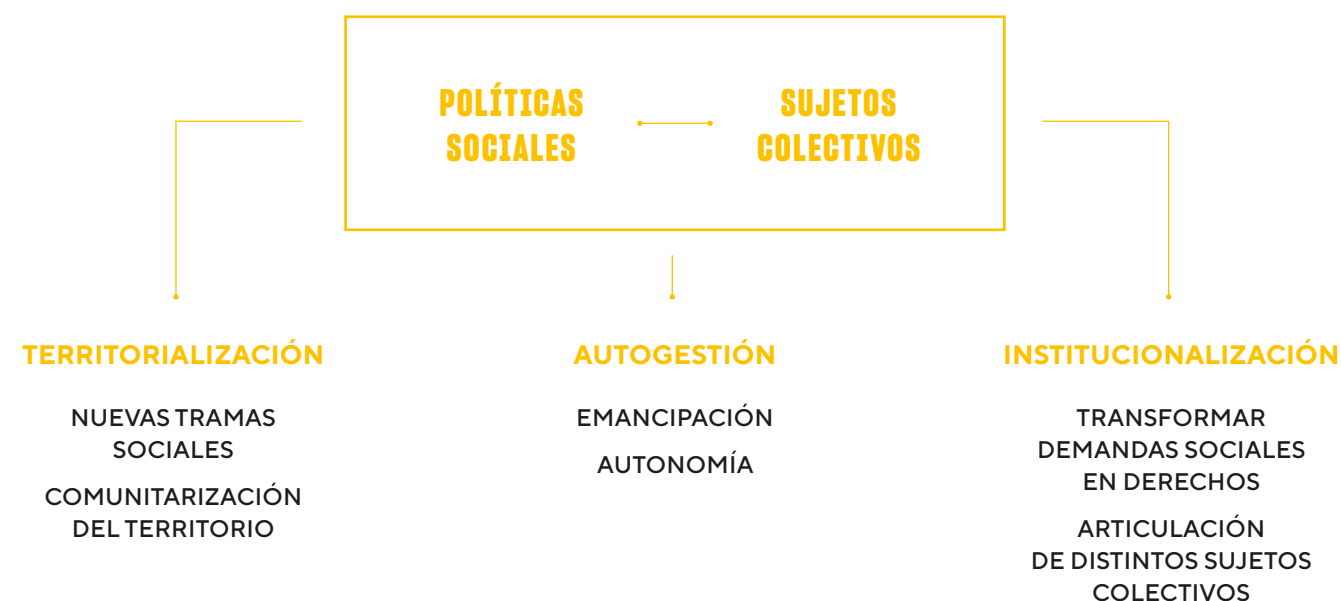 POLÍTICAS
SOCIALES
SUJETOS
COLECTIVOS
TERRITORIALIZACIÓN
NUEVAS TRAMAS
SOCIALES
COMUNITARIZACIÓN
DEL TERRITORIO
AUTOGESTIÓN
EMANCIPACIÓN
AUTONOMÍA
INSTITUCIONALIZACIÓN
TRANSFORMAR
DEMANDAS SOCIALES
EN DERECHOS
ARTICULACIÓN
DE DISTINTOS SUJETOS
COLECTIVOS